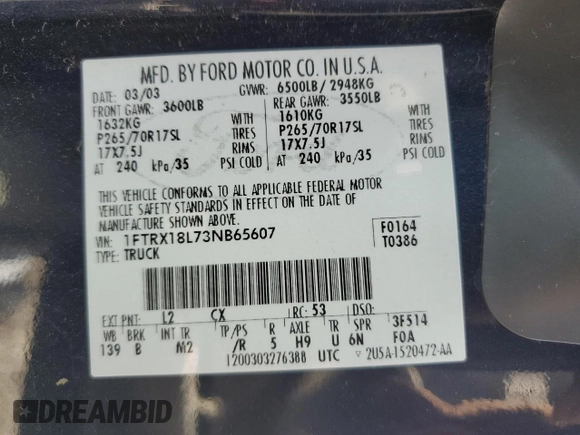 MFD. BY FORD MOTOR CO. IN U.S.A.
DATE: 03/03 GVWR: 6500LB/ 2948KG
FRONT GAWR: 3600LB REAR GAWR: 3550LB
1632KG 1610KG
P265/70R17SL TIRES P265/70R17SL TIRES
17X7.5J RIMS 17X7.5J RIMS
AT 240 kPa/35 PSI COLD AT 240 kPa/35 PSI COLD
THIS VEHICLE CONFORMS TO ALL APPLICABLE FEDERAL MOTOR
VEHICLE SAFETY STANDARDS IN EFFECT ON THE DATE OF
MANUFACTURE SHOWN ABOVE.
VIN: 1FTRX18L73NB65607 F0164
TYPE: TRUCK T0386
EXT PNT: L2 CX RC: 53 DSO:
WB BRK INT TR TP/PS R AXLE TR SPR 3F514
139 B M2 /R 5 H9 U 6N F0A
1200303276388 UTC 2U5A-1520472-AA
DREAMBID